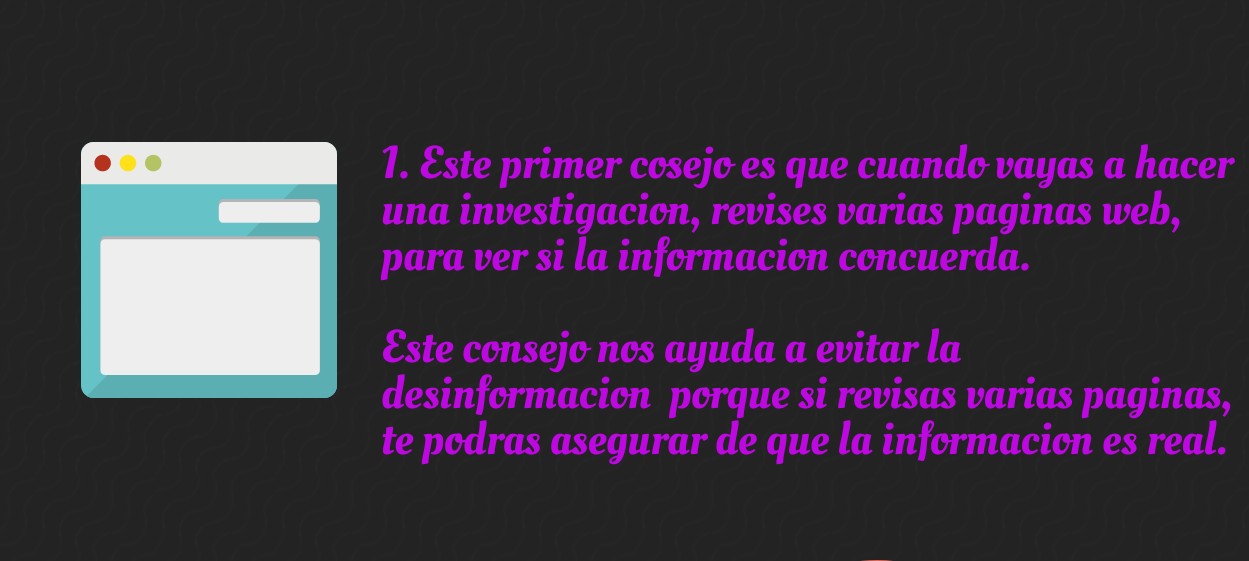 1. Este primer cosejo es que cuando vayas a hacer
una investigacion, revises varias paginas web,
para ver si la informacion concuerda.
Este consejo nos ayuda a evitar la
desinformacion  porque si revisas varias paginas,
te podras asegurar de que la informacion es real.